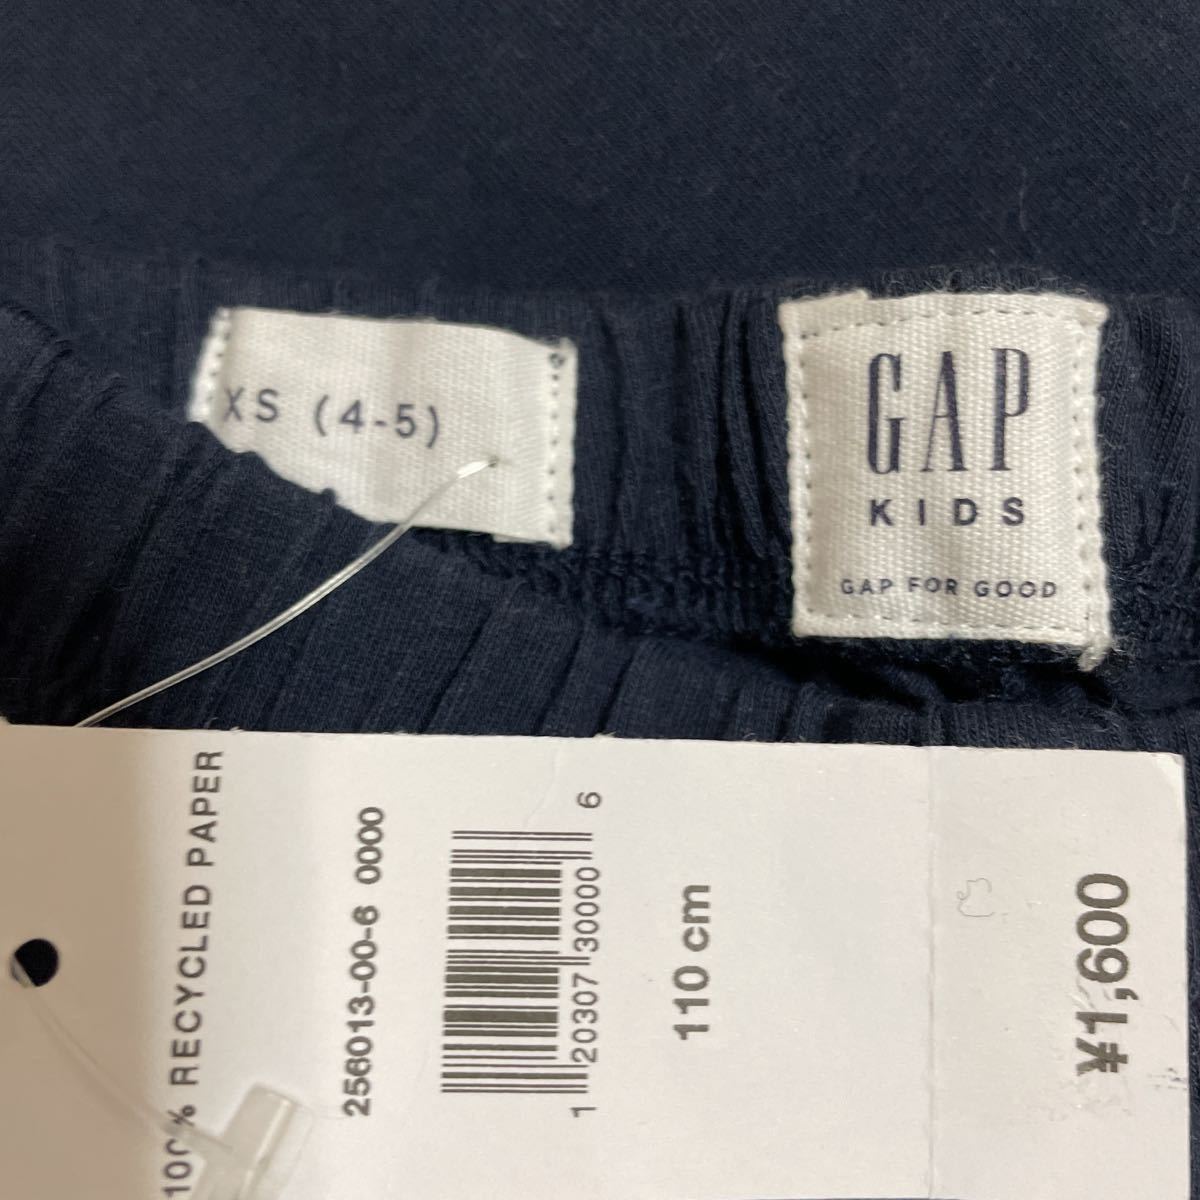 XS (4-5)
GAP
KIDS
GAP FOR GOOD
100% RECYCLED PAPER
256013-00-6 0000
1 20307 30000 6
110 cm
¥1,600